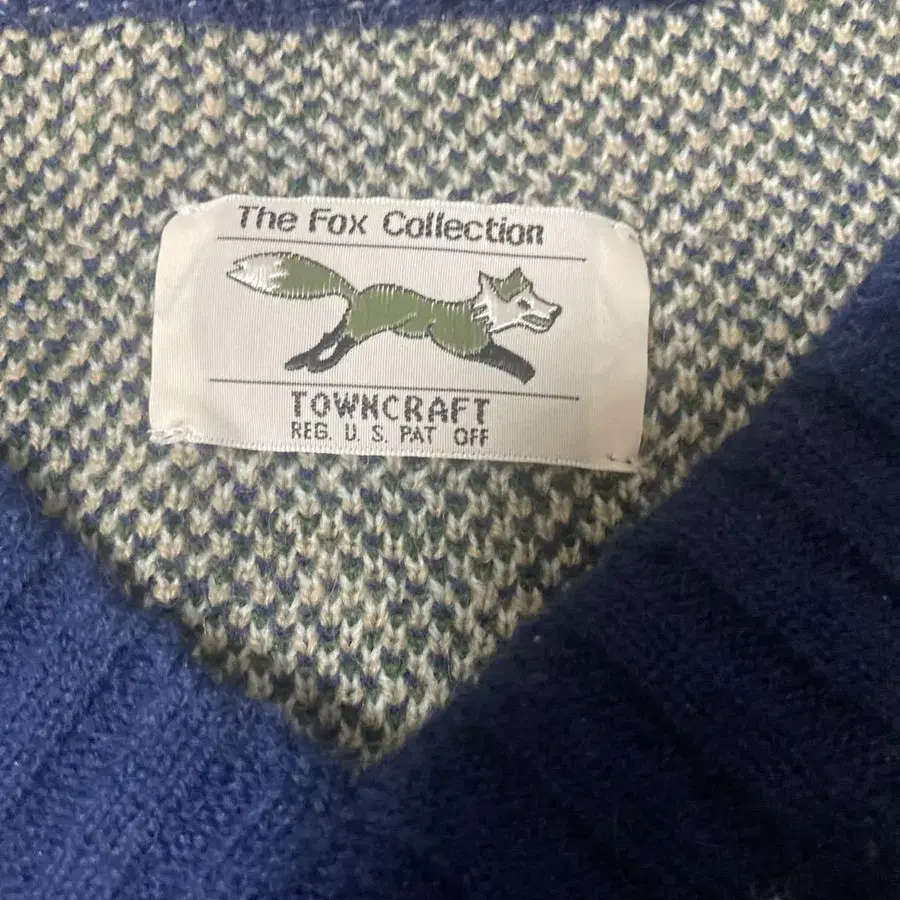 The Fox Collection
TOWNCRAFT
REG. U. S. PAT OFF